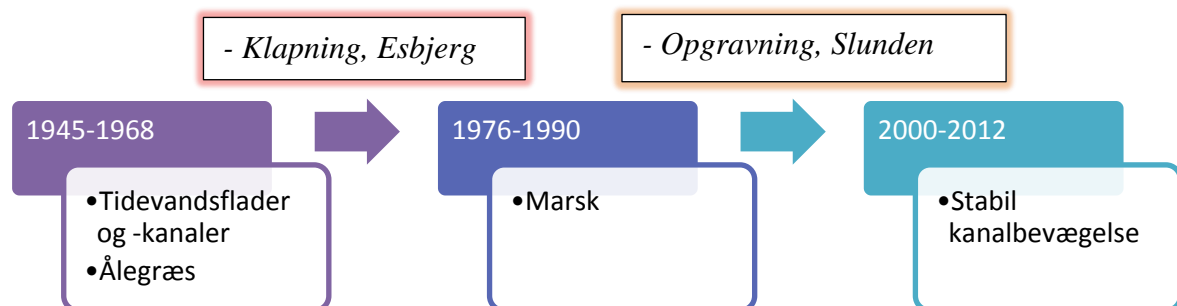 - Klapning, Esbjerg
- Opgravning, Slunden
1945-1968
•Tidevandsflader
og -kanaler
•Ålegræs
1976-1990
•Marsk
2000-2012
•Stabil
kanalbevægelse